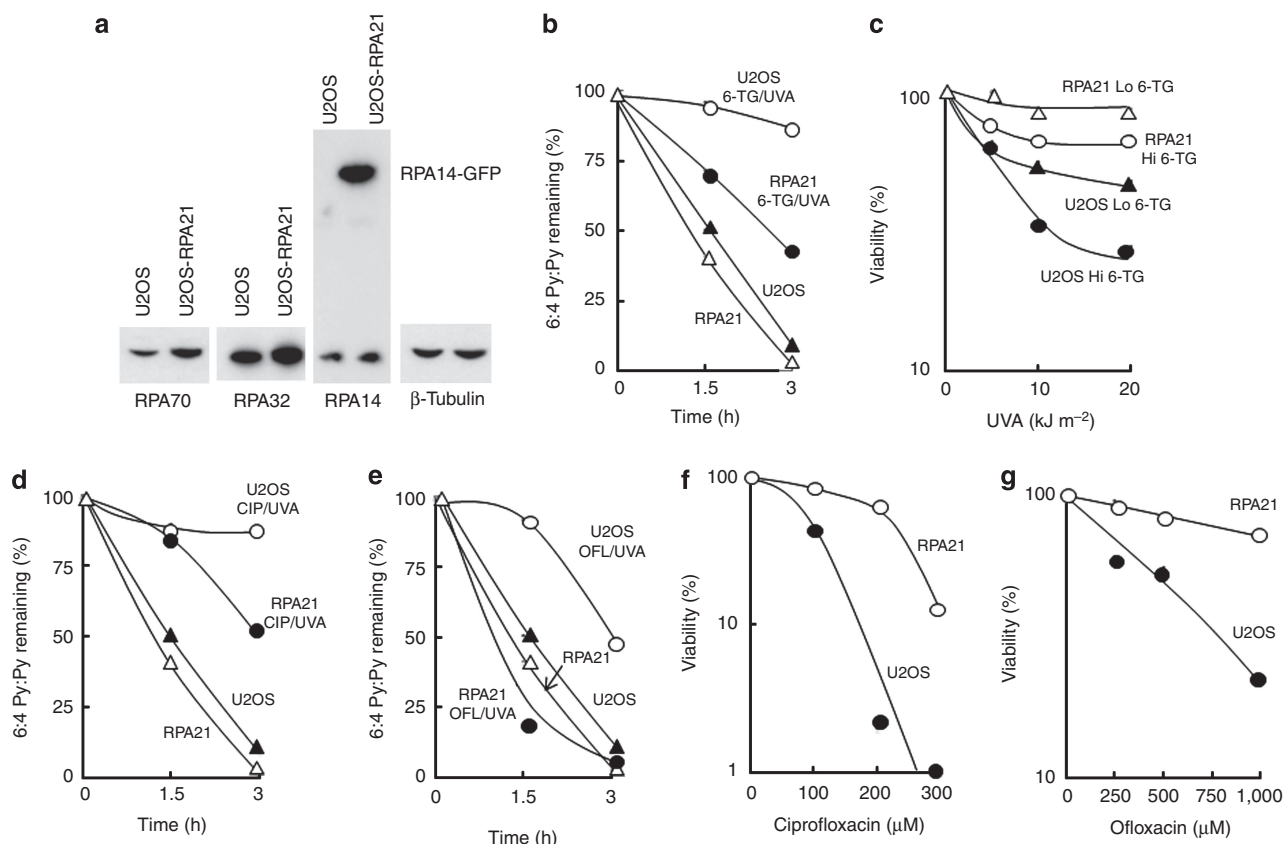 a
U2OS
U2OS-RPA21
U2OS
U2OS-RPA21
U2OS
U2OS-RPA21
RPA14-GFP
RPA70
RPA32
RPA14
β-Tubulin
b
6:4 Py:Py remaining (%)
100
75
50
25
0
0
1.5
3
Time (h)
U2OS
6-TG/UVA
RPA21
6-TG/UVA
U2OS
RPA21
c
Viability (%)
100
10
0
10
20
UVA (kJ m–2)
RPA21 Lo 6-TG
RPA21
Hi 6-TG
U2OS Lo 6-TG
U2OS Hi 6-TG
d
6:4 Py:Py remaining (%)
100
75
50
25
0
0
1.5
3
Time (h)
U2OS
CIP/UVA
RPA21
CIP/UVA
U2OS
RPA21
e
6:4 Py:Py remaining (%)
100
75
50
25
0
0
1.5
3
Time (h)
U2OS
OFL/UVA
RPA21
U2OS
RPA21
OFL/UVA
f
Viability (%)
100
10
1
0
100
200
300
Ciprofloxacin (μM)
RPA21
U2OS
g
Viability (%)
100
10
0
250
500
750
1,000
Ofloxacin (μM)
RPA21
U2OS